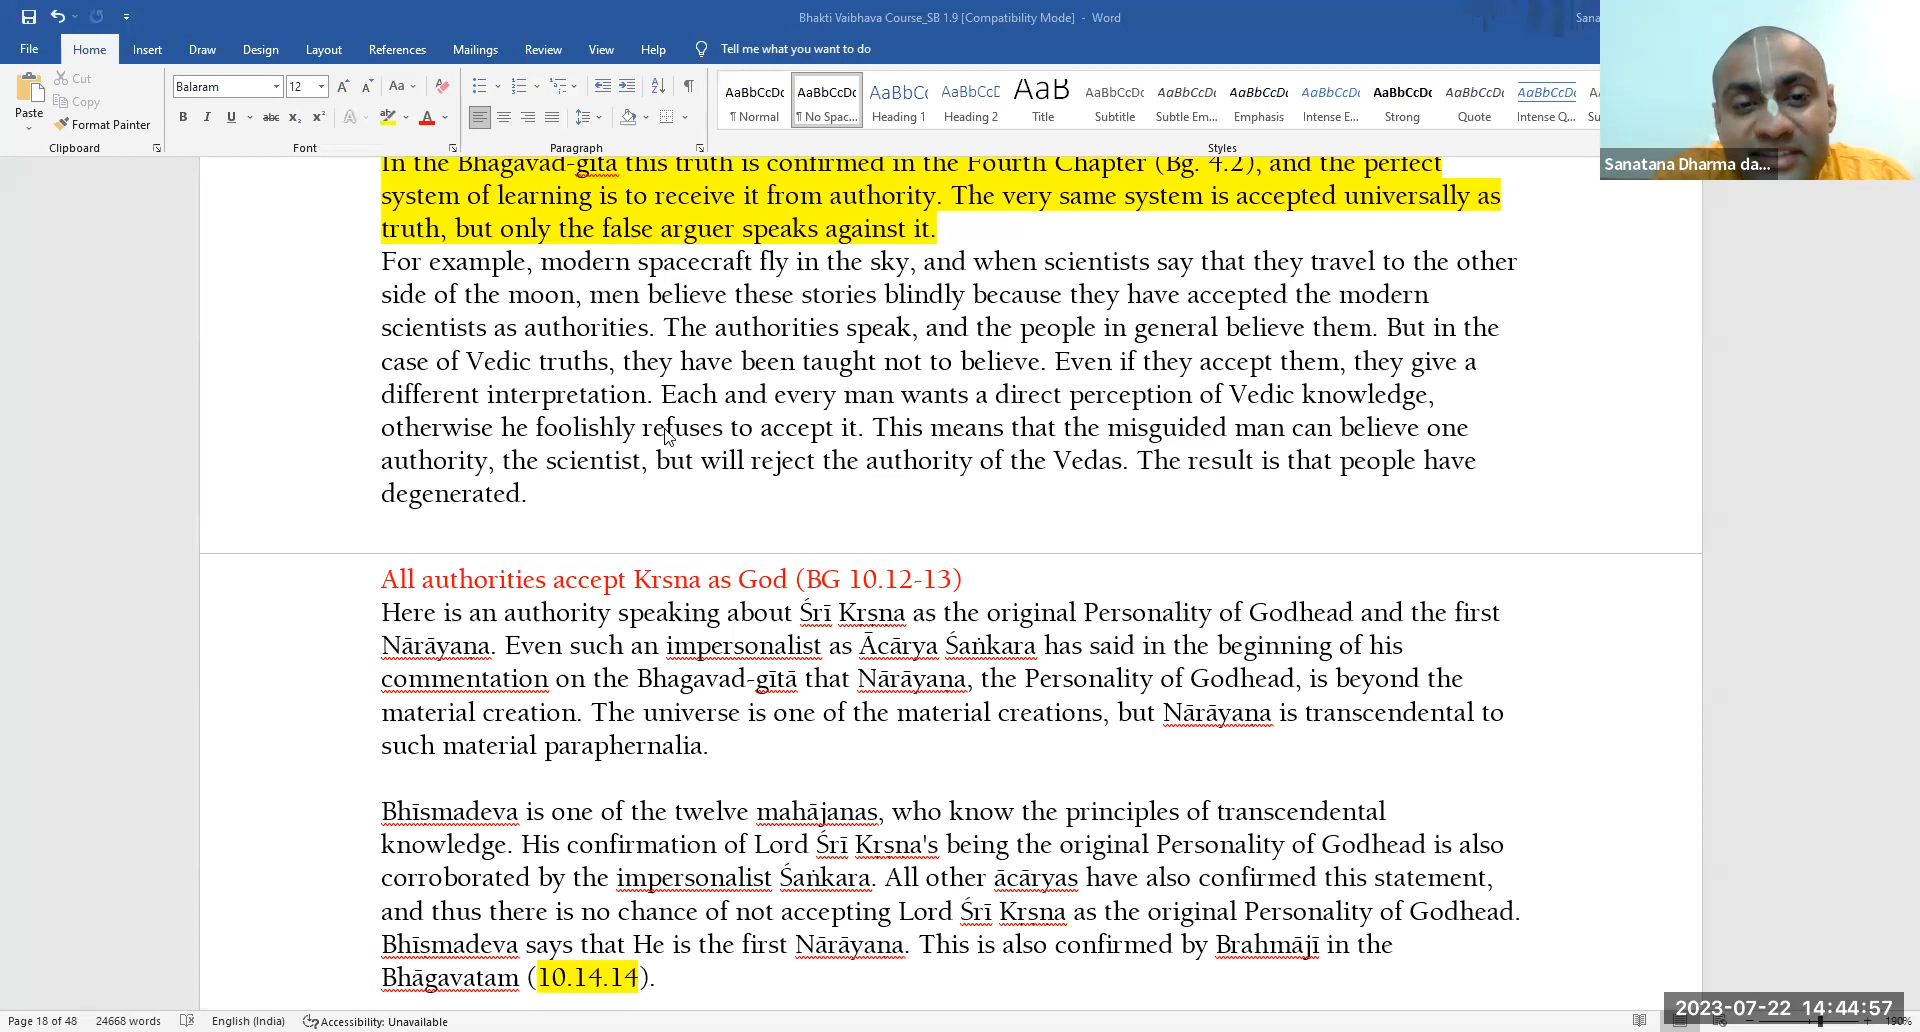 Bhakti Vaibhava Course_SB 1.9 [Compatibility Mode] - Word
Sana
File Home Insert Draw Design Layout References Mailings Review View Help Tell me what you want to do
Paste
Cut
Copy
Format Painter
Balaram 12
AaBbCcDc AaBbCcDc AaBbC AaBbCcD AaB AaBbCcDc AaBbCcDc AaBbCcDc AaBbCcDc AaBbCcDc AaBbCcDc AaBbCcDc
¶ Normal ¶ No Spac... Heading 1 Heading 2 Title Subtitle Subtle Em... Emphasis Intense E... Strong Quote Intense Q...
Clipboard Font Paragraph Styles
Sanatana Dharma da...
In the Bhagavad-gītā this truth is confirmed in the Fourth Chapter (Bg. 4.2), and the perfect
system of learning is to receive it from authority. The very same system is accepted universally as
truth, but only the false arguer speaks against it.
For example, modern spacecraft fly in the sky, and when scientists say that they travel to the other
side of the moon, men believe these stories blindly because they have accepted the modern
scientists as authorities. The authorities speak, and the people in general believe them. But in the
case of Vedic truths, they have been taught not to believe. Even if they accept them, they give a
different interpretation. Each and every man wants a direct perception of Vedic knowledge,
otherwise he foolishly refuses to accept it. This means that the misguided man can believe one
authority, the scientist, but will reject the authority of the Vedas. The result is that people have
degenerated.
All authorities accept Krsna as God (BG 10.12-13)
Here is an authority speaking about Śrī Kṛṣṇa as the original Personality of Godhead and the first
Nārāyaṇa. Even such an impersonalist as Ācārya Śaṅkara has said in the beginning of his
commentation on the Bhagavad-gītā that Nārāyaṇa, the Personality of Godhead, is beyond the
material creation. The universe is one of the material creations, but Nārāyaṇa is transcendental to
such material paraphernalia.
Bhīṣmadeva is one of the twelve mahājanas, who know the principles of transcendental
knowledge. His confirmation of Lord Śrī Kṛṣṇa's being the original Personality of Godhead is also
corroborated by the impersonalist Śaṅkara. All other ācāryas have also confirmed this statement,
and thus there is no chance of not accepting Lord Śrī Kṛṣṇa as the original Personality of Godhead.
Bhīṣmadeva says that He is the first Nārāyaṇa. This is also confirmed by Brahmājī in the
Bhāgavatam (10.14.14).
Page 18 of 48 24668 words English (India) Accessibility: Unavailable
2023-07-22 14:44:57
190%